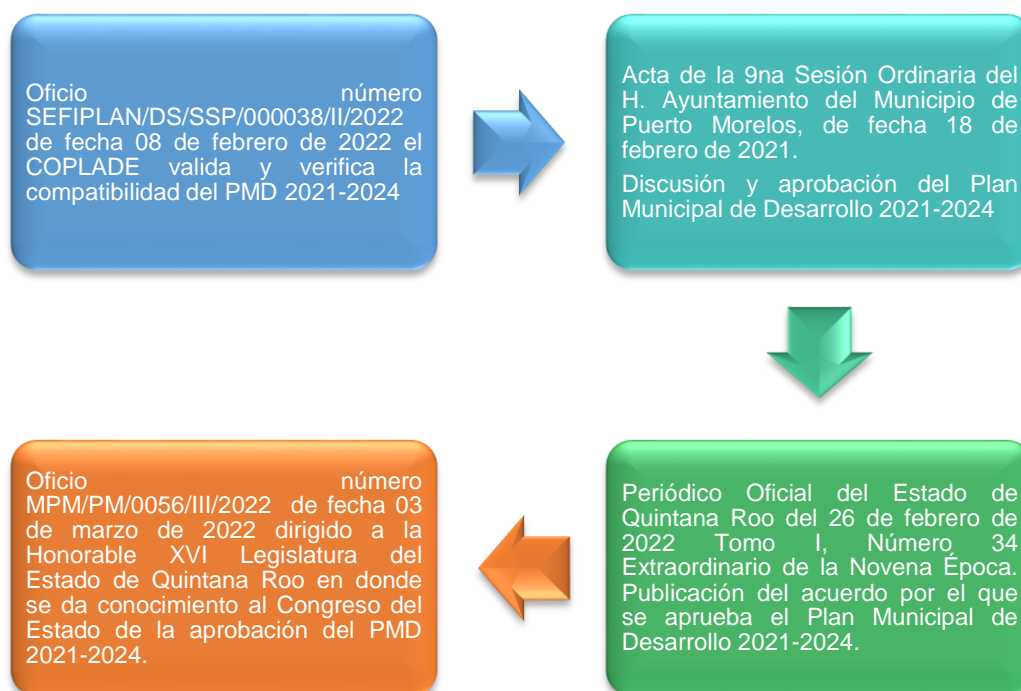 Oficio número
SEFIPLAN/DS/SSP/000038/II/2022
de fecha 08 de febrero de 2022 el
COPLADE valida y verifica la
compatibilidad del PMD 2021-2024
Acta de la 9na Sesión Ordinaria del
H. Ayuntamiento del Municipio de
Puerto Morelos, de fecha 18 de
febrero de 2021.
Discusión y aprobación del Plan
Municipal de Desarrollo 2021-2024
Periódico Oficial del Estado de
Quintana Roo del 26 de febrero de
2022 Tomo I, Número 34
Extraordinario de la Novena Época.
Publicación del acuerdo por el que
se aprueba el Plan Municipal de
Desarrollo 2021-2024.
Oficio número
MPM/PM/0056/III/2022 de fecha 03
de marzo de 2022 dirigido a la
Honorable XVI Legislatura del
Estado de Quintana Roo en donde
se da conocimiento al Congreso del
Estado de la aprobación del PMD
2021-2024.